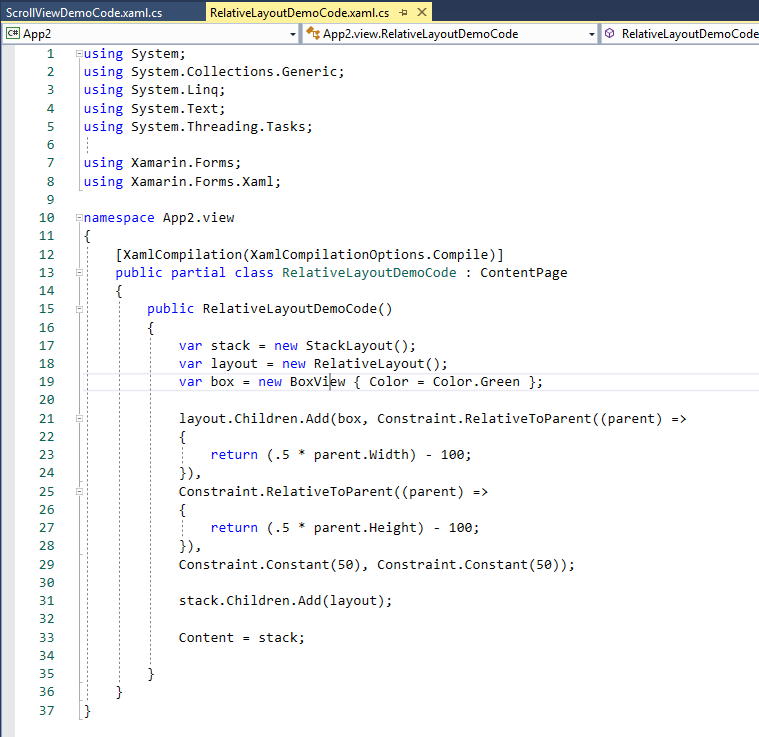 ScrollViewDemoCode.xaml.cs RelativeLayoutDemoCode.xaml.cs
C# App2 App2.view.RelativeLayoutDemoCode RelativeLayoutDemoCode
1 using System;
2 using System.Collections.Generic;
3 using System.Linq;
4 using System.Text;
5 using System.Threading.Tasks;
6
7 using Xamarin.Forms;
8 using Xamarin.Forms.Xaml;
9
10 namespace App2.view
11 {
12 [XamlCompilation(XamlCompilationOptions.Compile)]
13 public partial class RelativeLayoutDemoCode : ContentPage
14 {
15 public RelativeLayoutDemoCode()
16 {
17 var stack = new StackLayout();
18 var layout = new RelativeLayout();
19 var box = new BoxView { Color = Color.Green };
20
21 layout.Children.Add(box, Constraint.RelativeToParent((parent) =>
22 {
23 return (.5 * parent.Width) - 100;
24 }),
25 Constraint.RelativeToParent((parent) =>
26 {
27 return (.5 * parent.Height) - 100;
28 }),
29 Constraint.Constant(50), Constraint.Constant(50));
30
31 stack.Children.Add(layout);
32
33 Content = stack;
34
35 }
36 }
37 }